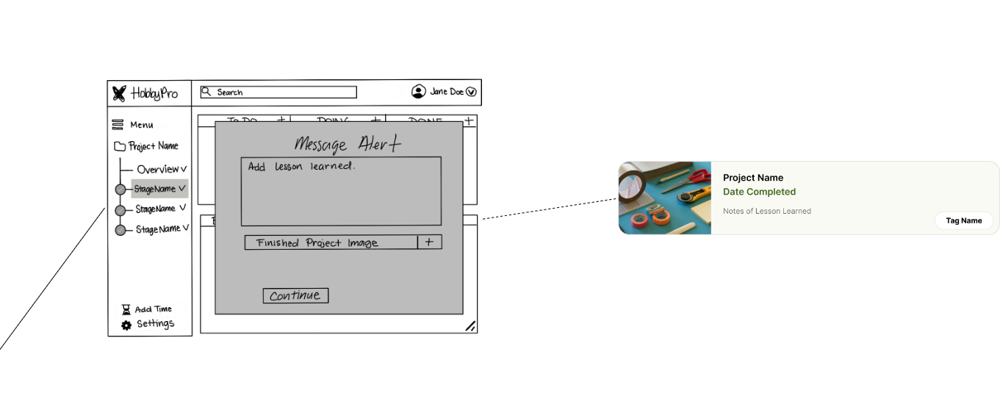 HobbyPro
Search
Jane Doe
Menu
Project Name
Overview
StageName
StageName
StageName
Add Time
Settings
TO DO +
DOING +
DONE +
Message Alert
Add lesson learned.
Finished Project Image +
Continue
Project Name
Date Completed
Notes of Lesson Learned
Tag Name